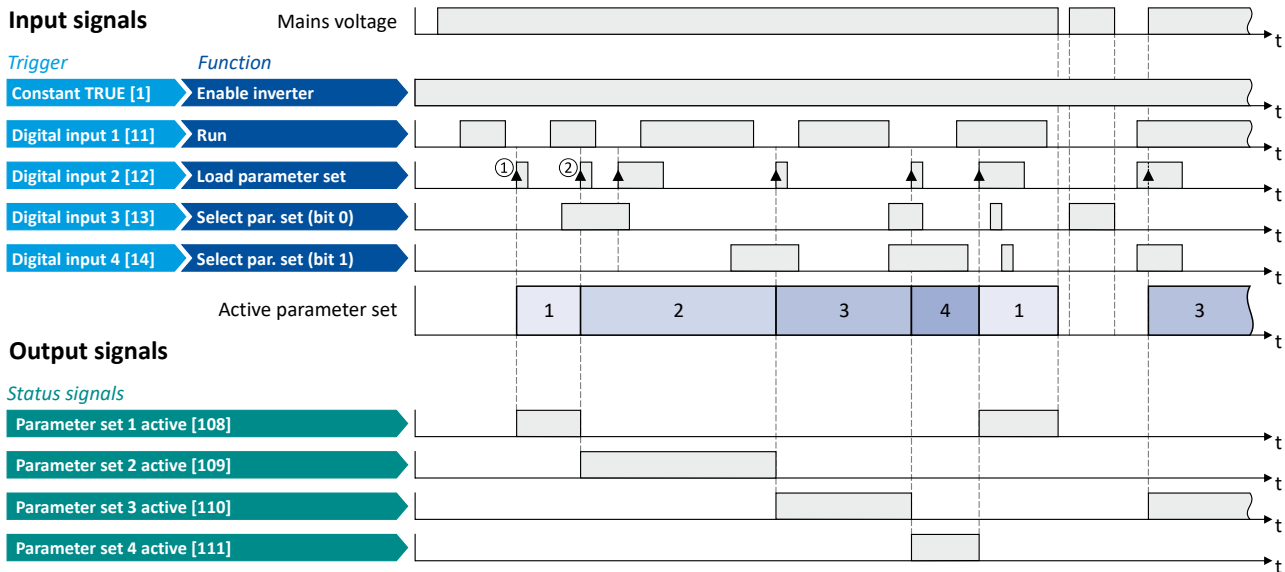 Input signals
Mains voltage
t
Trigger Function
Constant TRUE [1] Enable inverter
t
Digital input 1 [11] Run
t
Digital input 2 [12] Load parameter set
① ②
t
Digital input 3 [13] Select par. set (bit 0)
t
Digital input 4 [14] Select par. set (bit 1)
t
Active parameter set
1 2 3 4 1 3
t
Output signals
Status signals
Parameter set 1 active [108]
t
Parameter set 2 active [109]
t
Parameter set 3 active [110]
t
Parameter set 4 active [111]
t